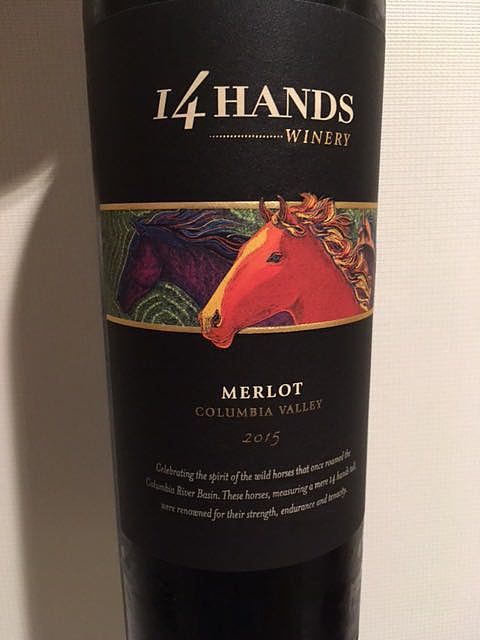 14 HANDS
WINERY
MERLOT
COLUMBIA VALLEY
2015
Celebrating the spirit of the wild horses that once roamed the
Columbia River Basin. These horses, measuring a mere 14 hands tall,
were renowned for their strength, endurance and tenacity.